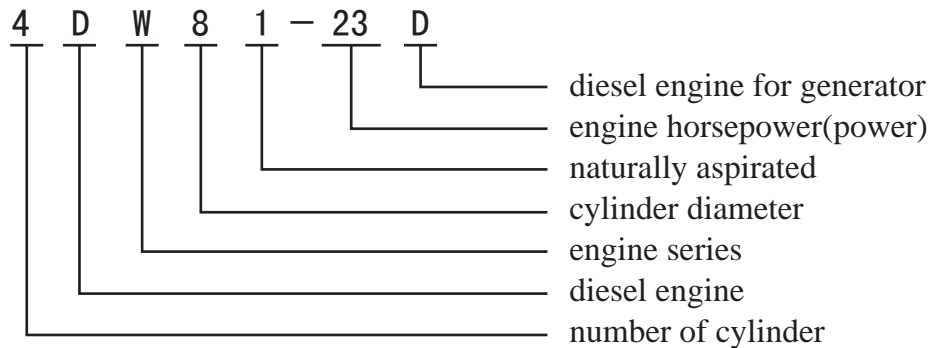 4 D W 8 1 － 23 D
diesel engine for generator
engine horsepower(power)
naturally aspirated
cylinder diameter
engine series
diesel engine
number of cylinder